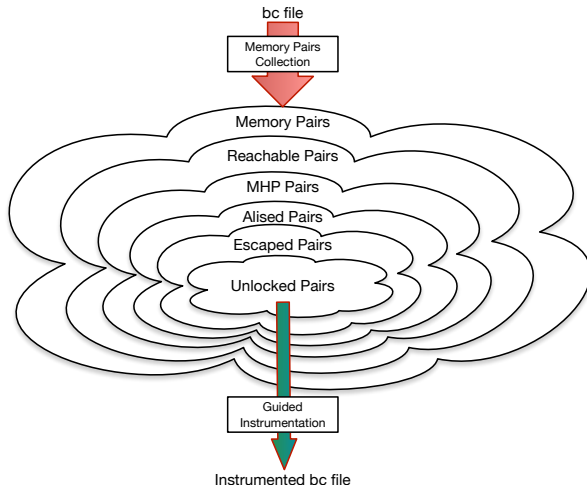 bc file
Memory Pairs
Collection
Memory Pairs
Reachable Pairs
MHP Pairs
Alised Pairs
Escaped Pairs
Unlocked Pairs
Guided
Instrumentation
Instrumented bc file